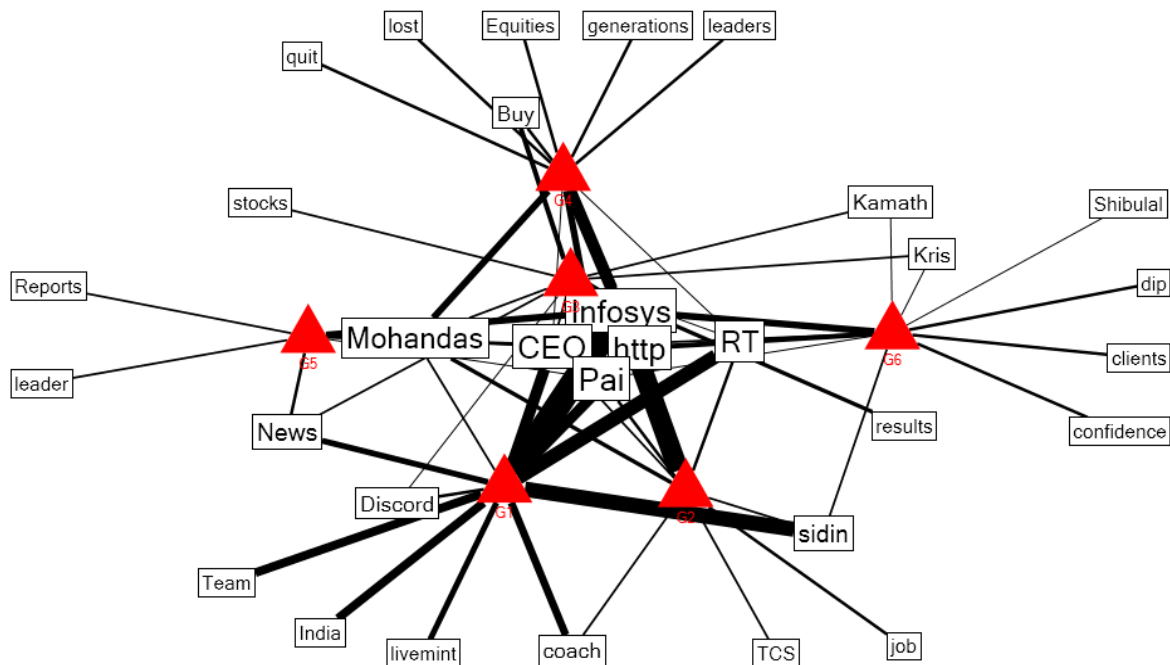 lost
Equities
generations
leaders
quit
Buy
G4
stocks
Kamath
Shibulal
Kris
Reports
G3
dip
Infosys
Mohandas
RT
CEO
http
G5
G6
clients
leader
Pai
News
results
confidence
Discord
G1
G2
sidin
Team
India
livemint
coach
TCS
job